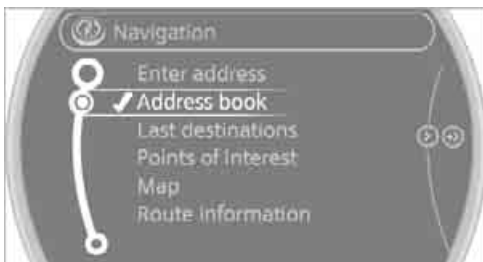 Navigation
Enter address
Address book
Last destinations
Points of Interest
Map
Route information